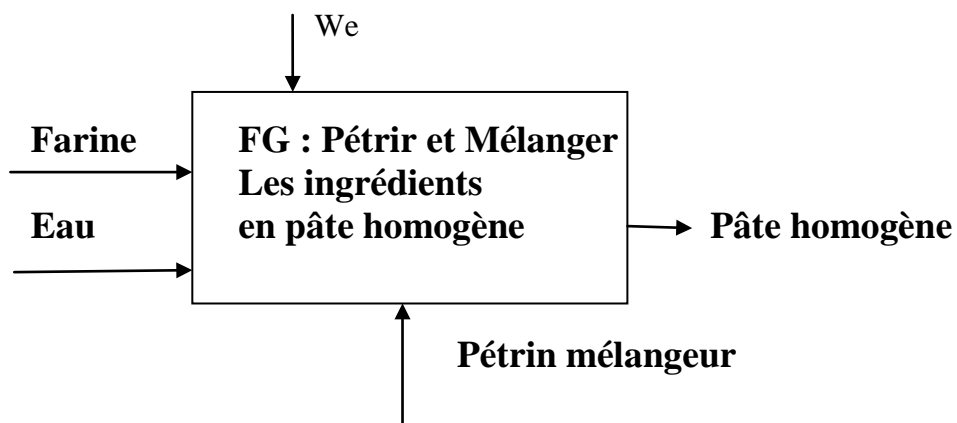 We
Farine
FG : Pétrir et Mélanger
Les ingrédients
Eau
en pâte homogène
Pâte homogène
Pétrin mélangeur